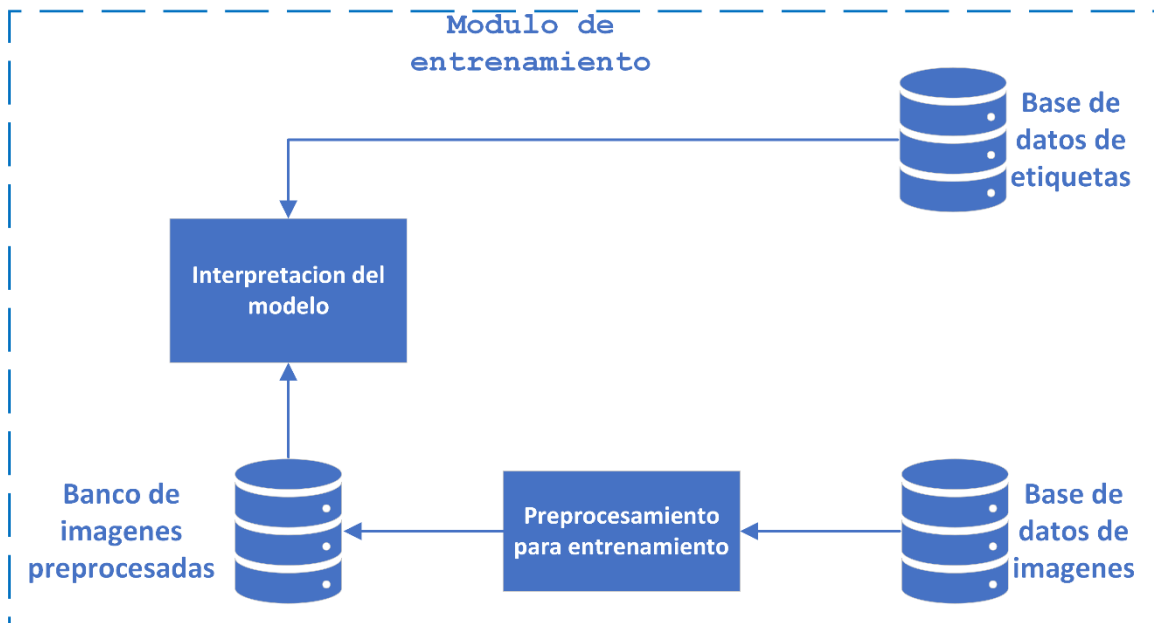 Modulo de
entrenamiento
Base de
datos de
etiquetas
Interpretacion del
modelo
Banco de
imagenes
preprocesadas
Preprocesamiento
para entrenamiento
Base de
datos de
imagenes